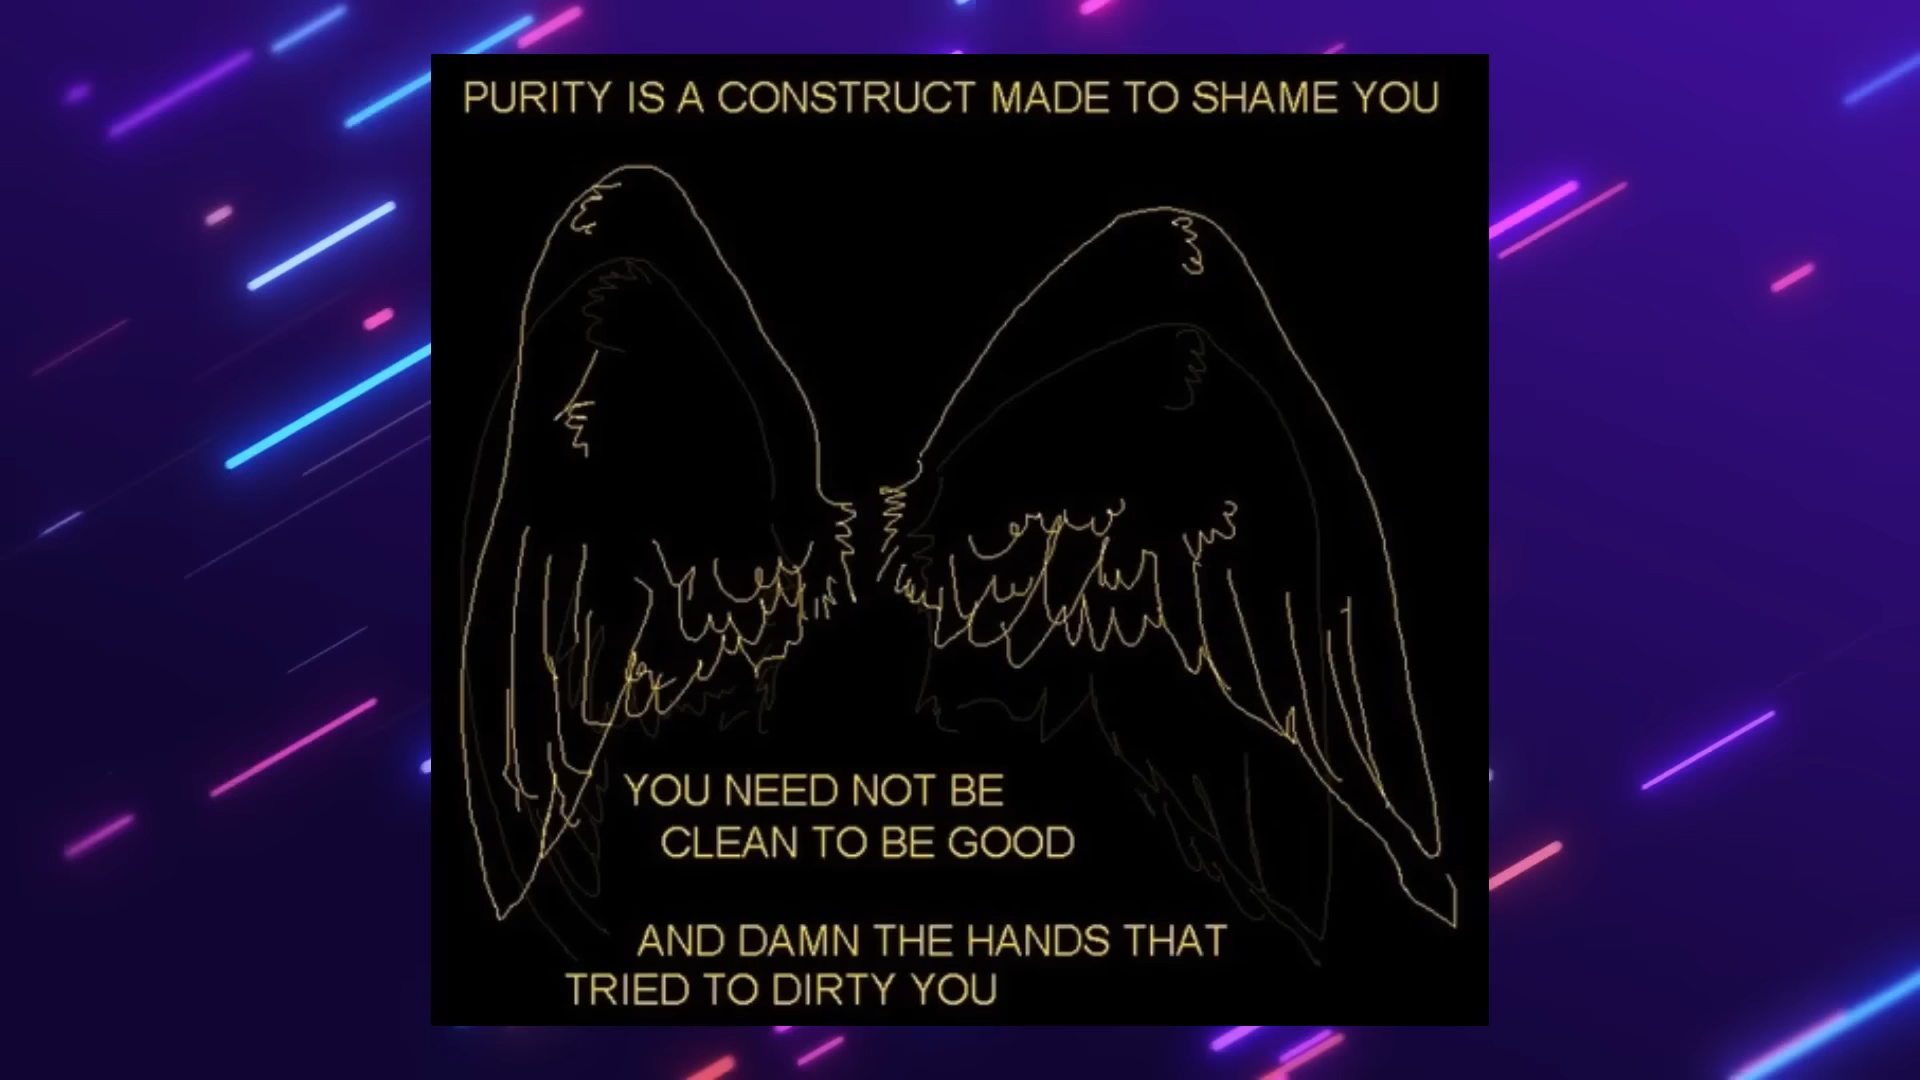 PURITY IS A CONSTRUCT MADE TO SHAME YOU
YOU NEED NOT BE
CLEAN TO BE GOOD
AND DAMN THE HANDS THAT
TRIED TO DIRTY YOU